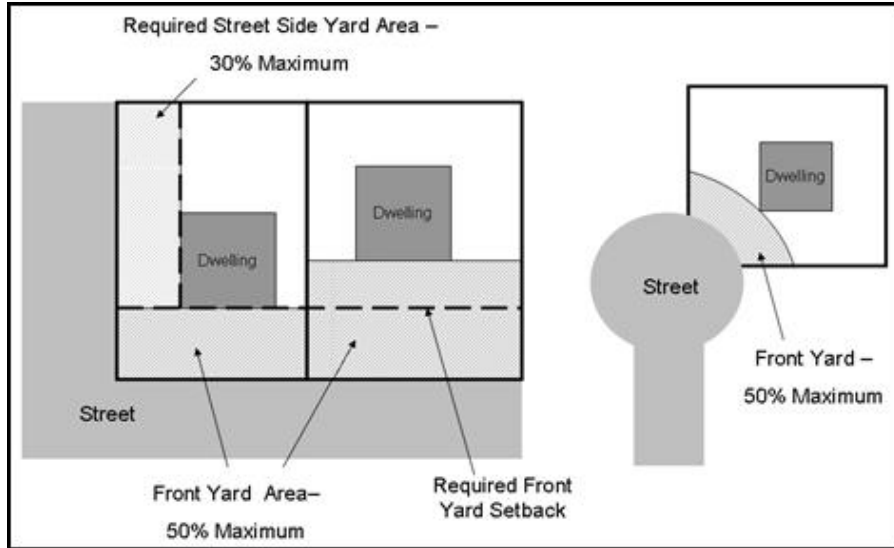 Required Street Side Yard Area –
30% Maximum
Dwelling
Dwelling
Dwelling
Street
Street
Front Yard –
50% Maximum
Front Yard Area–
50% Maximum
Required Front
Yard Setback